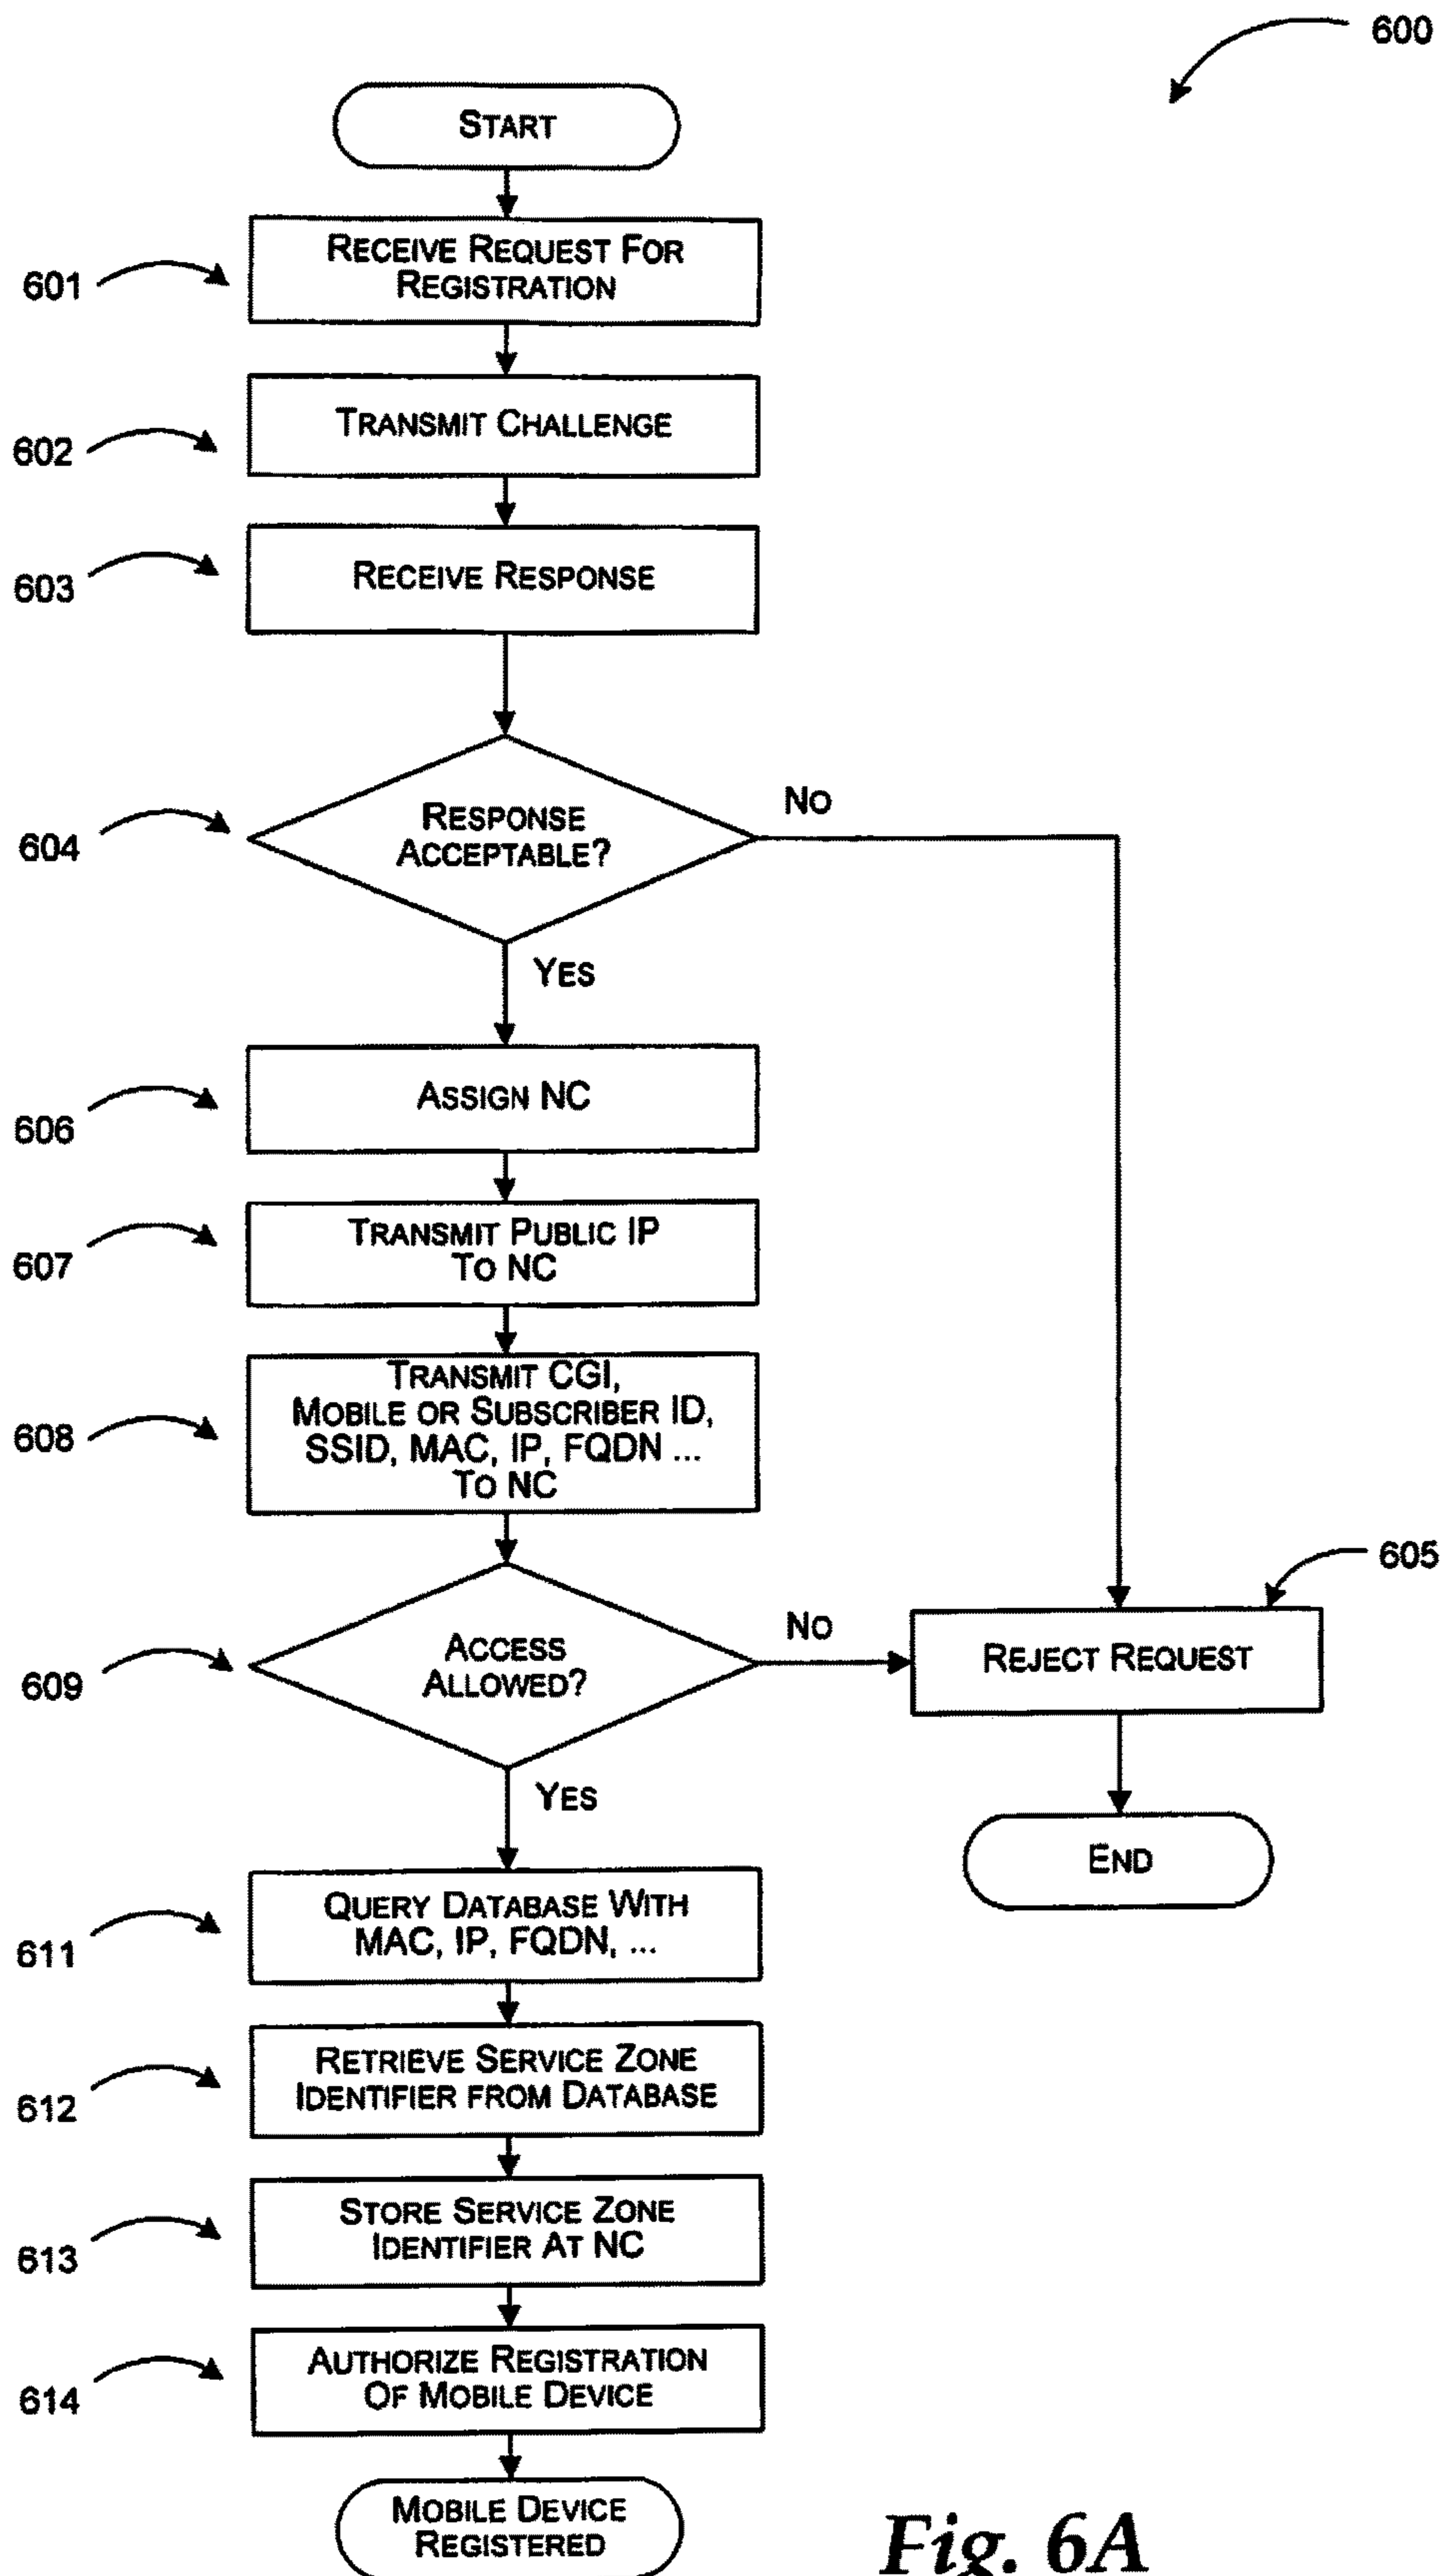 600
START
601
RECEIVE REQUEST FOR
REGISTRATION
602
TRANSMIT CHALLENGE
603
RECEIVE RESPONSE
604
RESPONSE
ACCEPTABLE?
NO
YES
606
ASSIGN NC
607
TRANSMIT PUBLIC IP
TO NC
608
TRANSMIT CGI,
MOBILE OR SUBSCRIBER ID,
SSID, MAC, IP, FQDN ...
TO NC
609
ACCESS
ALLOWED?
NO
605
REJECT REQUEST
END
YES
611
QUERY DATABASE WITH
MAC, IP, FQDN, ...
612
RETRIEVE SERVICE ZONE
IDENTIFIER FROM DATABASE
613
STORE SERVICE ZONE
IDENTIFIER AT NC
614
AUTHORIZE REGISTRATION
OF MOBILE DEVICE
MOBILE DEVICE
REGISTERED
Fig. 6A